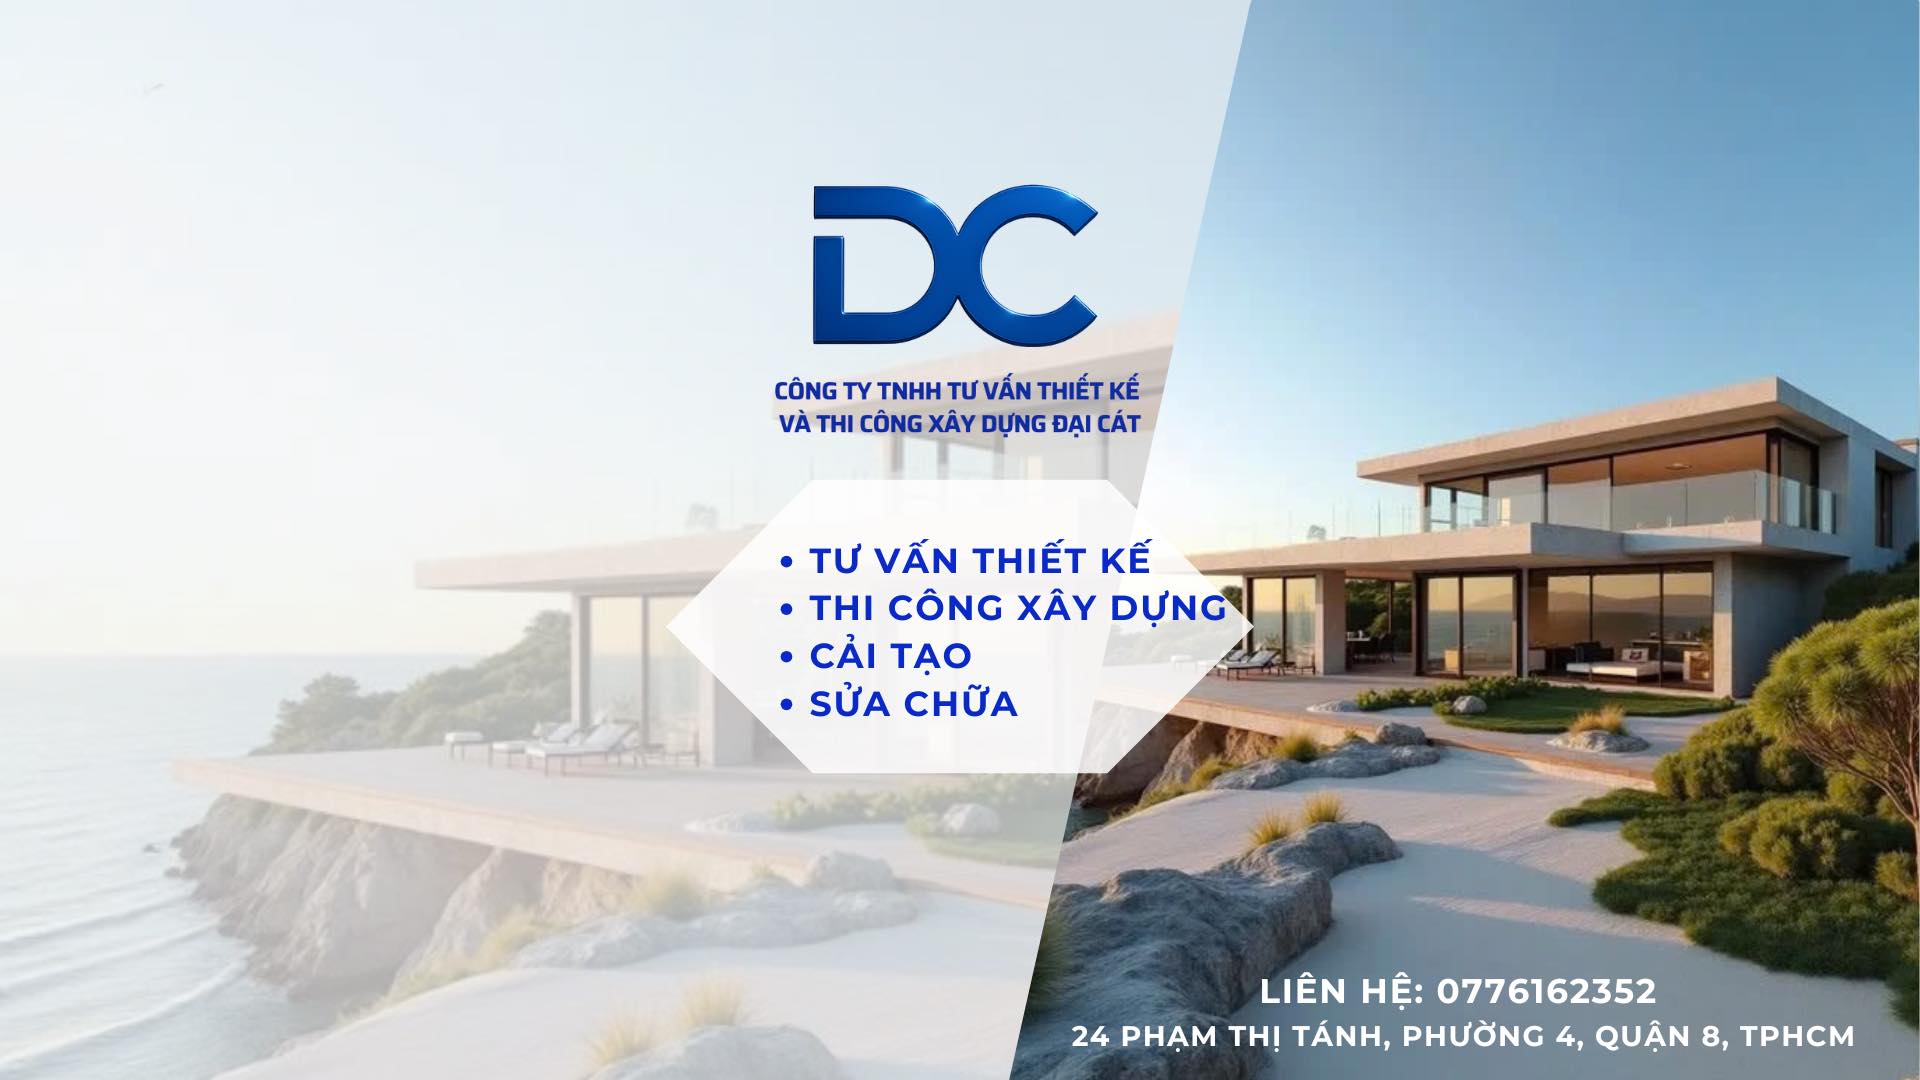 DC
CÔNG TY TNHH TƯ VẤN THIẾT KẾ
VÀ THI CÔNG XÂY DỰNG ĐẠI CÁT
• TƯ VẤN THIẾT KẾ
• THI CÔNG XÂY DỰNG
• CẢI TẠO
• SỬA CHỮA
LIÊN HỆ: 0776162352
24 PHẠM THỊ TÁNH, PHƯỜNG 4, QUẬN 8, TPHCM